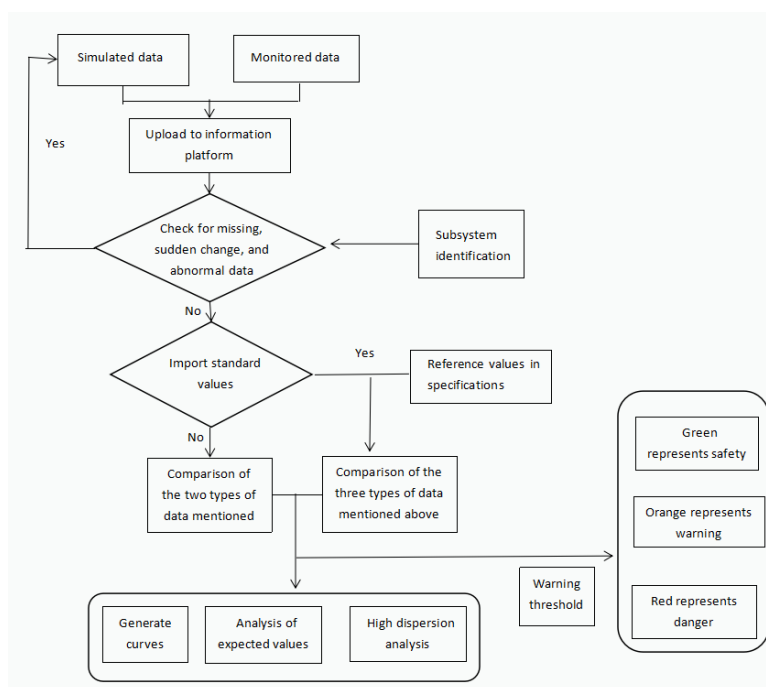 Simulated data
Monitored data
Yes
Upload to information
platform
Check for missing,
sudden change, and
abnormal data
Subsystem
identification
No
Import standard
values
Yes
Reference values in
specifications
No
Comparison of
the two types of
data mentioned
Comparison of the
three types of data
mentioned above
Green
represents safety
Orange represents
warning
Red represents
danger
Warning
threshold
Generate
curves
Analysis of
expected values
High dispersion
analysis